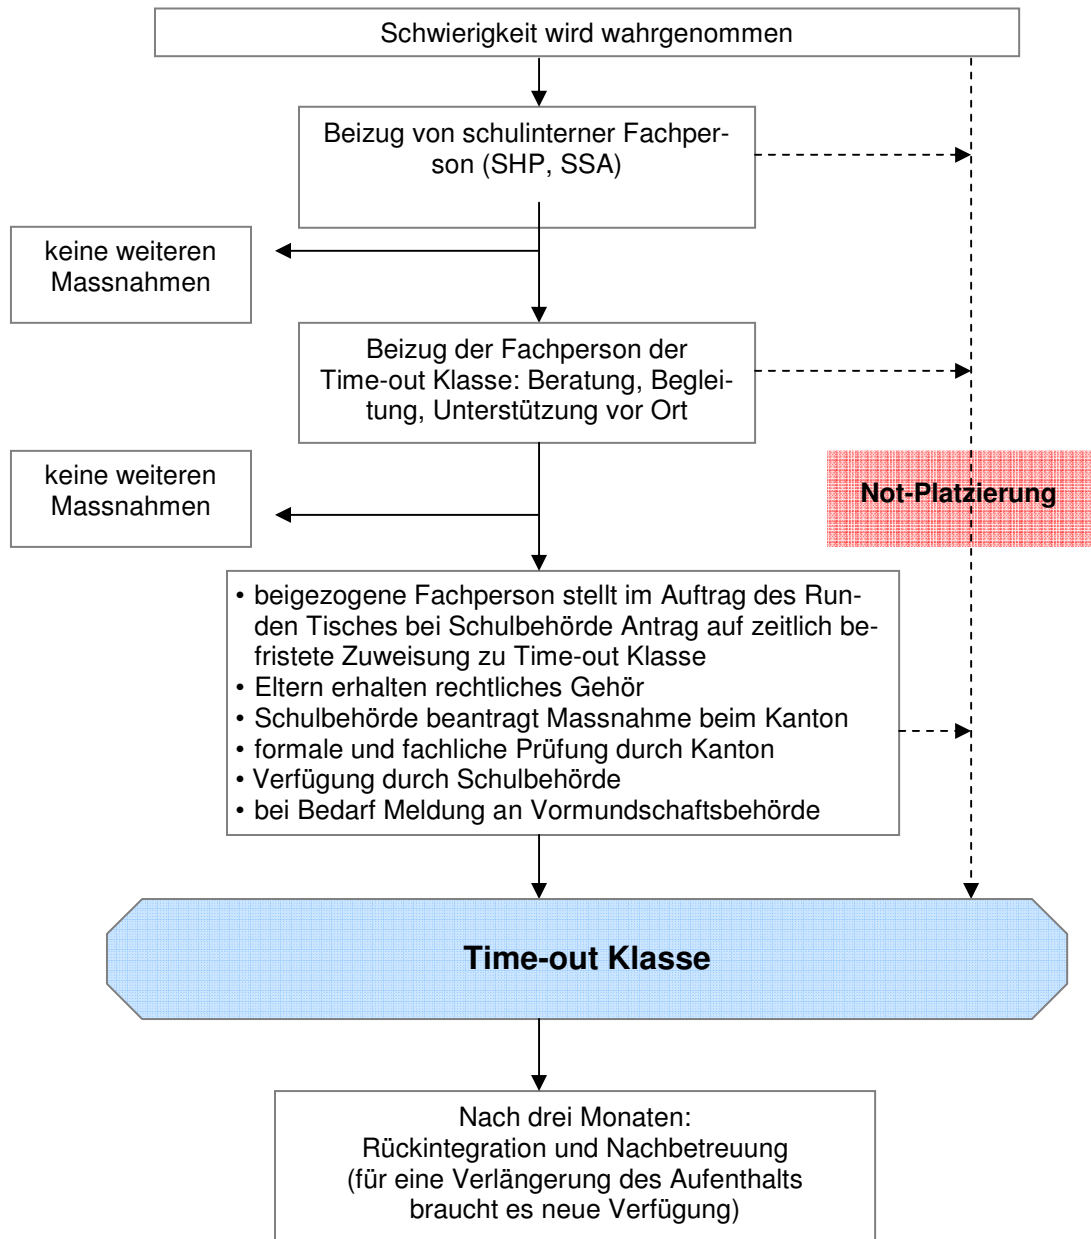 Schwierigkeit wird wahrgenommen
Beizug von schulinterner Fachper-
son (SHP, SSA)
keine weiteren
Massnahmen
Beizug der Fachperson der
Time-out Klasse: Beratung, Beglei-
tung, Unterstützung vor Ort
keine weiteren
Massnahmen
Not-Platzierung
• beigezogene Fachperson stellt im Auftrag des Run-
den Tisches bei Schulbehörde Antrag auf zeitlich be-
fristete Zuweisung zu Time-out Klasse
• Eltern erhalten rechtliches Gehör
• Schulbehörde beantragt Massnahme beim Kanton
• formale und fachliche Prüfung durch Kanton
• Verfügung durch Schulbehörde
• bei Bedarf Meldung an Vormundschaftsbehörde
Time-out Klasse
Nach drei Monaten:
Rückintegration und Nachbetreuung
(für eine Verlängerung des Aufenthalts
braucht es neue Verfügung)